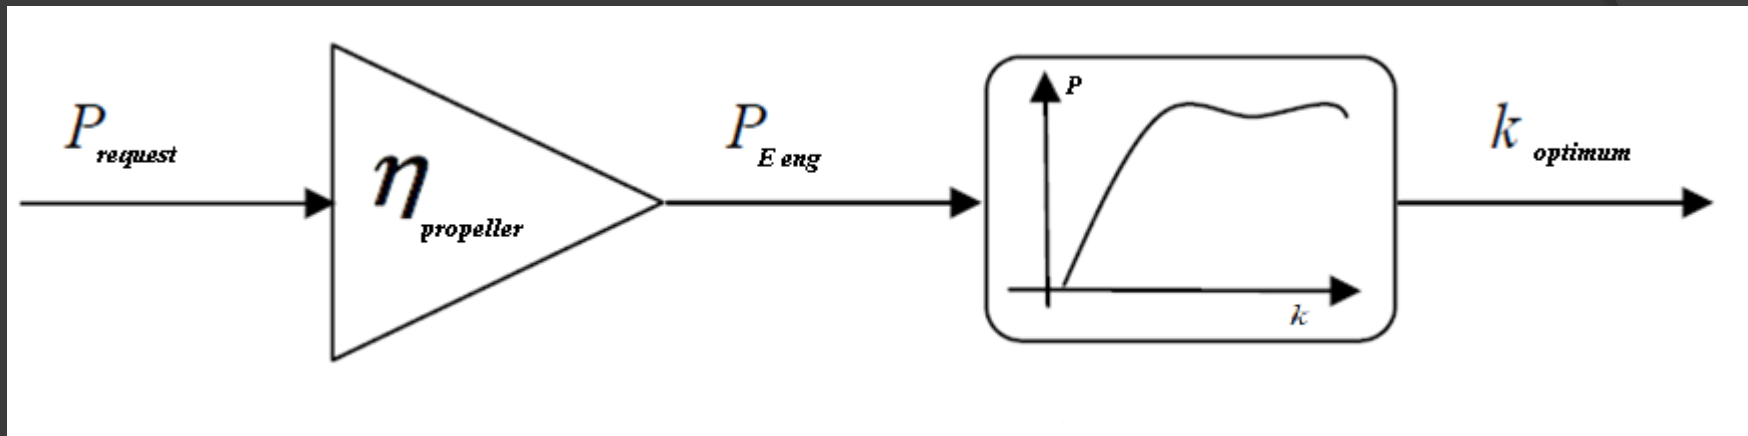 P request
η propeller
P E eng
P
k
k optimum